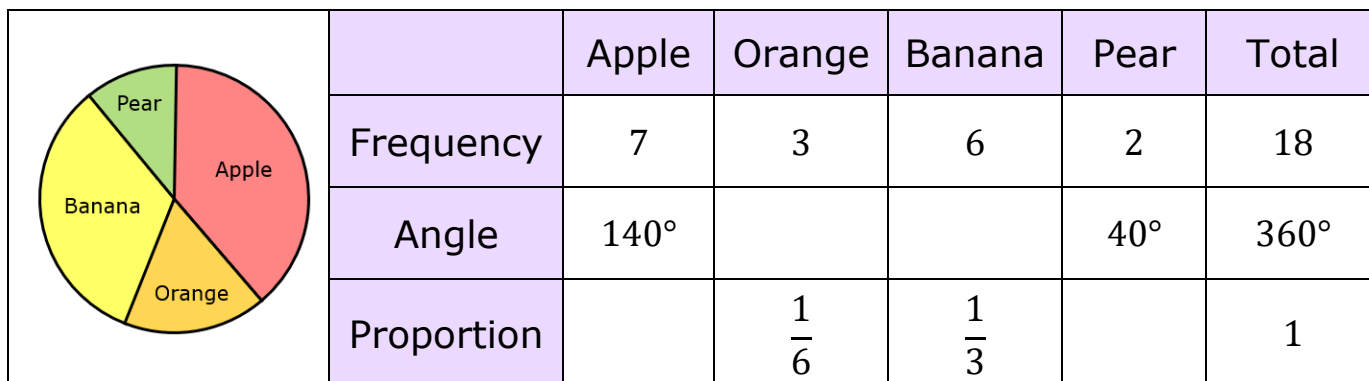 Pear
Apple
Banana
Orange
Apple Orange Banana Pear Total
Frequency 7 3 6 2 18
Angle 140° 40° 360°
Proportion 1/6 1/3 1